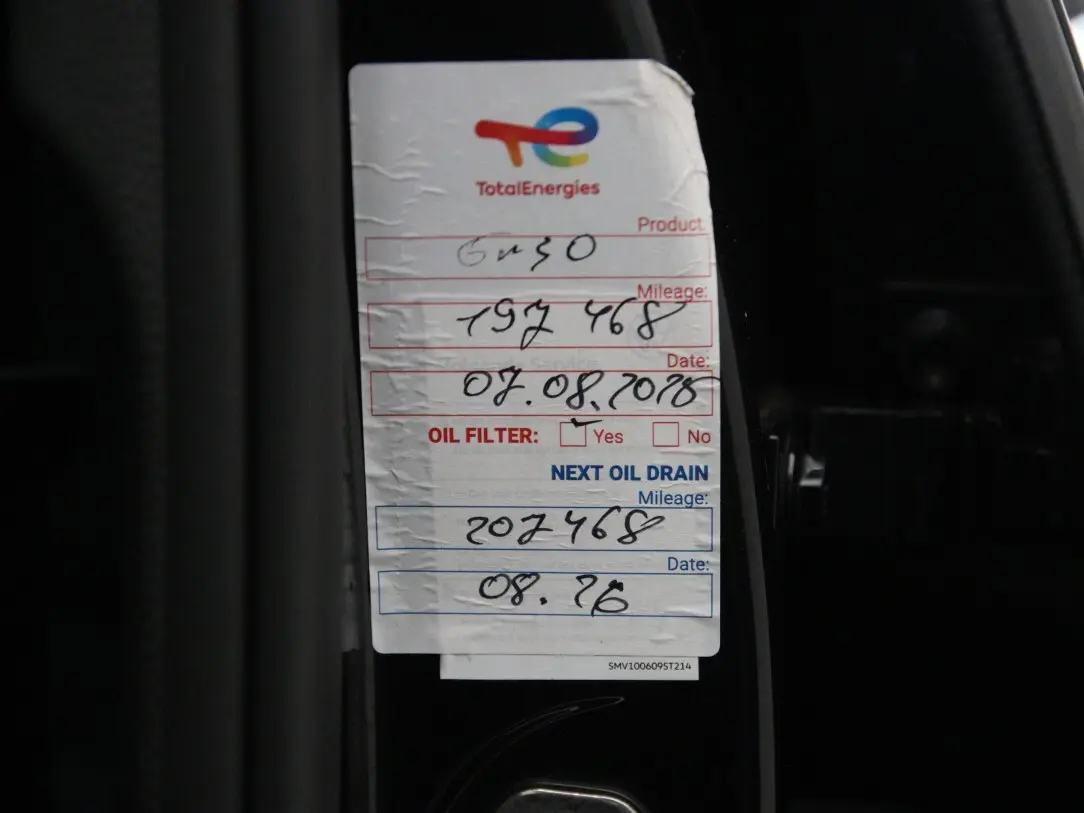 TotalEnergies
Product
197 468
Mileage:
Date:
07.08.2025
OIL FILTER: Yes No
NEXT OIL DRAIN
Mileage:
207468
Date:
08.26
SMV1006095T214